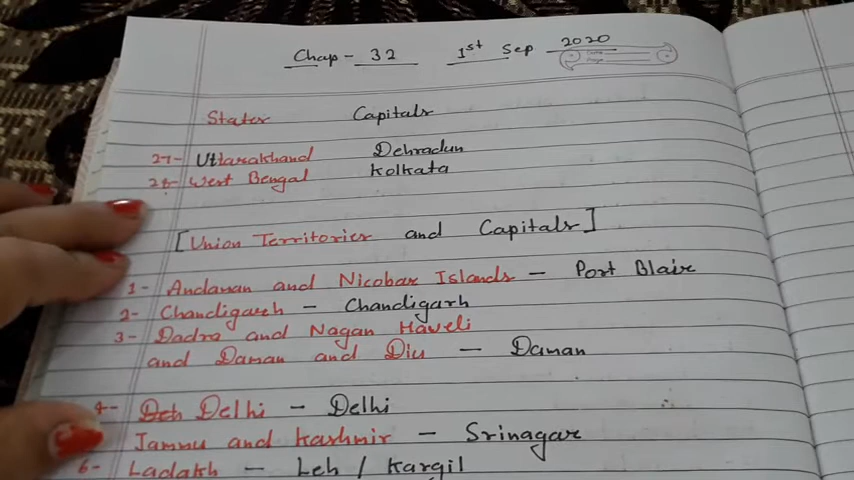 Chap - 32 1st Sep 2020
States Capitals
27- Uttarakhand Dehradun
28- West Bengal Kolkata
[Union Territories and Capitals]
1- Andaman and Nicobar Islands - Port Blair
2- Chandigarh - Chandigarh
3- Dadra and Nagan Haveli
and Daman and Diu - Daman
4- Delhi - Delhi
Jammu and Kashmir - Srinagar
6- Ladakh - Leh / Kargil